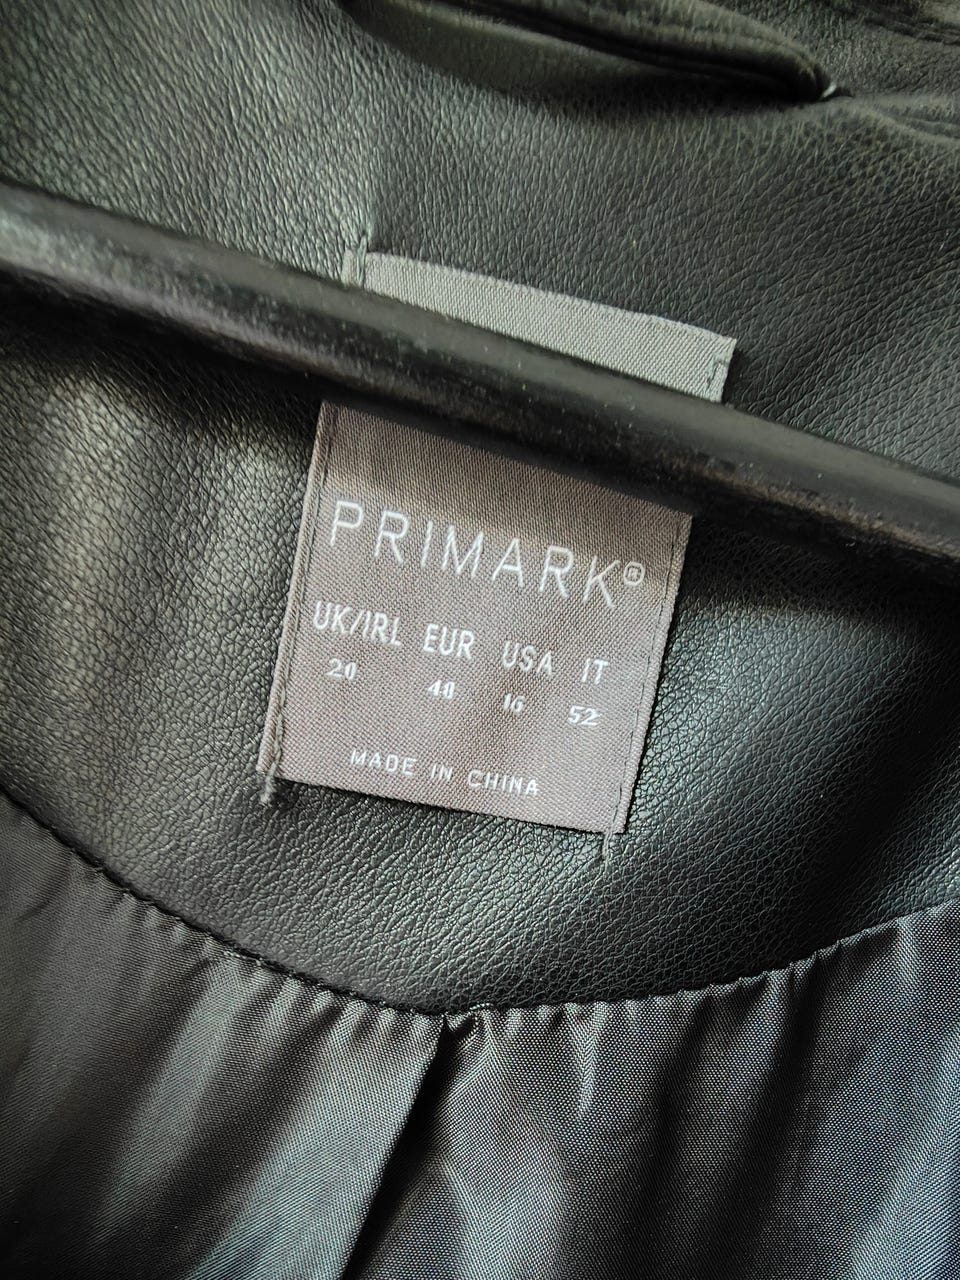 PRIMARK®
UK/IRL EUR USA IT
20 48 16 52
MADE IN CHINA